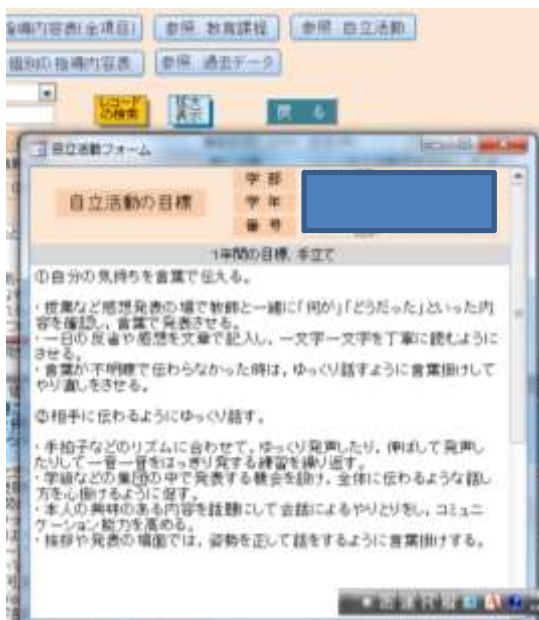 指導内容表(全項目)
参照 教育課程
参照 自立活動
個別の指導内容表
参照 過去データ
レコード
の検索
拡大
表示
戻る
自立活動フォーム
自立活動の目標
学部
学年
番号
1年間の目標、手立て
①自分の気持ちを言葉で伝える。
・授業など感想発表の場で教師と一緒に「何が」「どうだった」といった内
容を確認し、言葉で発表させる。
・一日の反省や感想を文章で記入し、一文字一文字を丁寧に読むように
させる。
・言葉が不明瞭で伝わらなかった時は、ゆっくり話すように言葉掛けして
やり直しをさせる。
②相手に伝わるようにゆっくり話す。
・手拍子などのリズムに合わせて、ゆっくり発声したり、伸ばして発声し
たりして一音一音をはっきり発する練習を繰り返す。
・学級などの集団の中で発表する機会を設け、全体に伝わるような話し
方を心掛けるように促す。
・本人の興味のある内容を話題にして会話によるやりとりをし、コミュニ
ケーション能力を高める。
・挨拶や発表の場面では、姿勢を正して話をするように言葉掛けする。